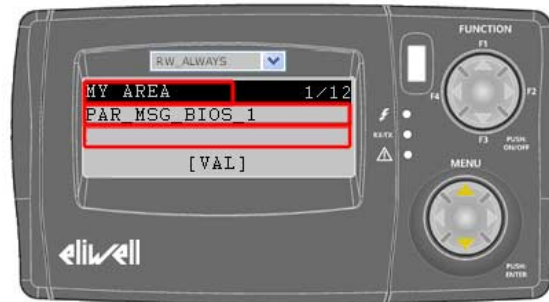 FUNCTION
F1
RW_ALWAYS
MY AREA 1/12
F4 F2
PAR_MSG_BIOS_1
RX/TX
F3
PUSH:
ON/OFF
[VAL]
MENU
eliwell
PUSH:
ENTER